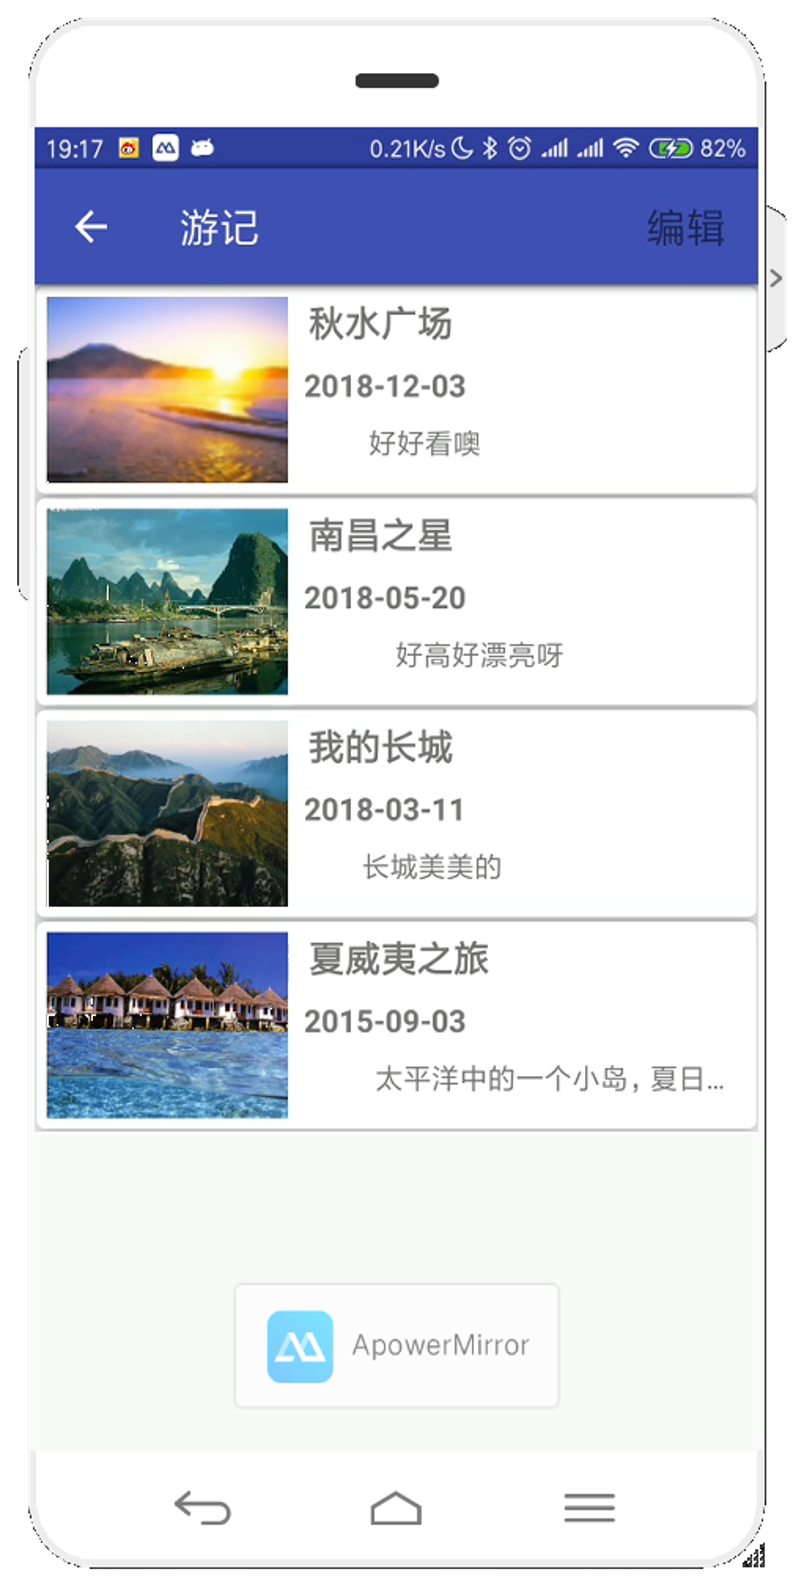 19:17 0.21K/s 82%
游记 编辑
秋水广场
2018-12-03
好好看噢
南昌之星
2018-05-20
好高好漂亮呀
我的长城
2018-03-11
长城美美的
夏威夷之旅
2015-09-03
太平洋中的一个小岛，夏日...
ApowerMirror